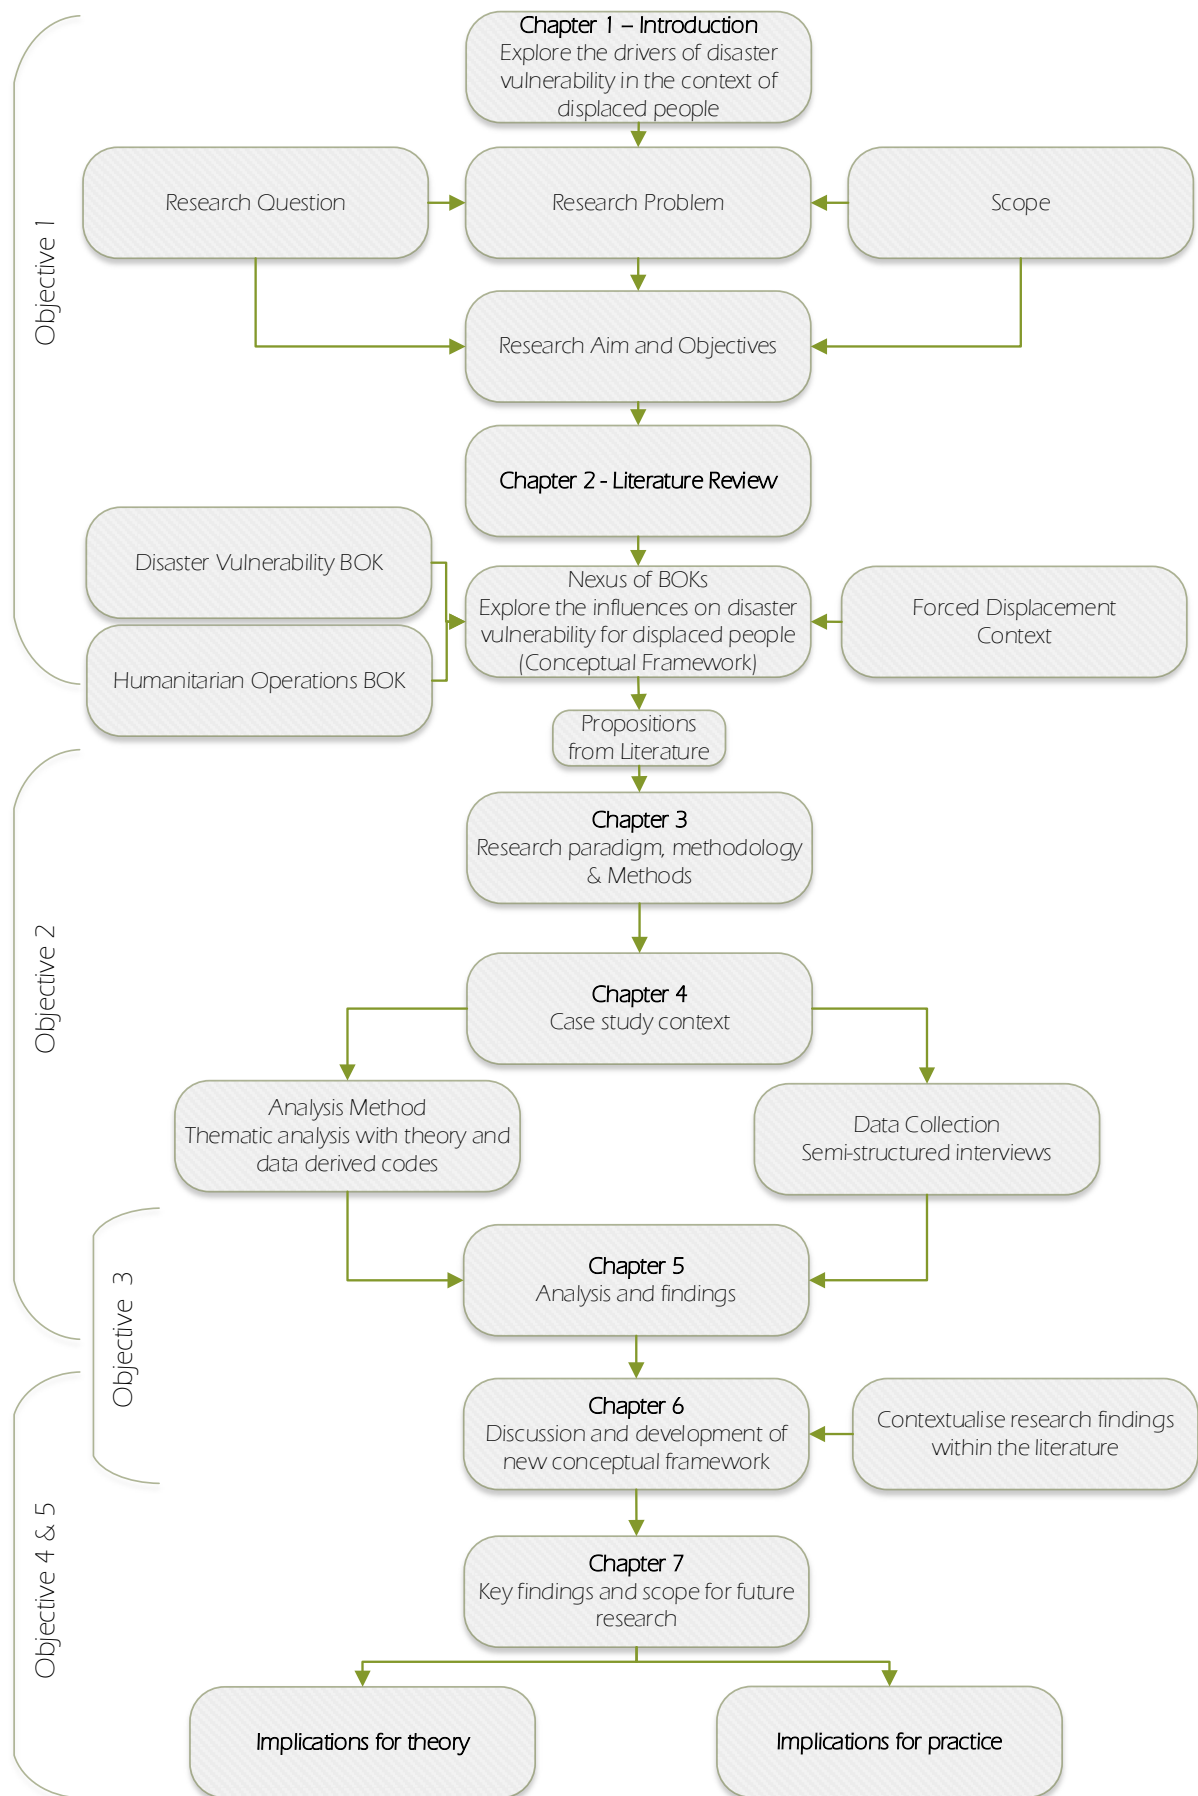 Chapter 1 – Introduction
Explore the drivers of disaster
vulnerability in the context of
displaced people
Objective 1
Research Question
Research Problem
Scope
Research Aim and Objectives
Chapter 2 - Literature Review
Disaster Vulnerability BOK
Humanitarian Operations BOK
Nexus of BOKs
Explore the influences on disaster
vulnerability for displaced people
(Conceptual Framework)
Forced Displacement
Context
Propositions
from Literature
Objective 2
Chapter 3
Research paradigm, methodology
& Methods
Chapter 4
Case study context
Analysis Method
Thematic analysis with theory and
data derived codes
Data Collection
Semi-structured interviews
Objective 3
Chapter 5
Analysis and findings
Objective 4 & 5
Chapter 6
Discussion and development of
new conceptual framework
Contextualise research findings
within the literature
Chapter 7
Key findings and scope for future
research
Implications for theory
Implications for practice